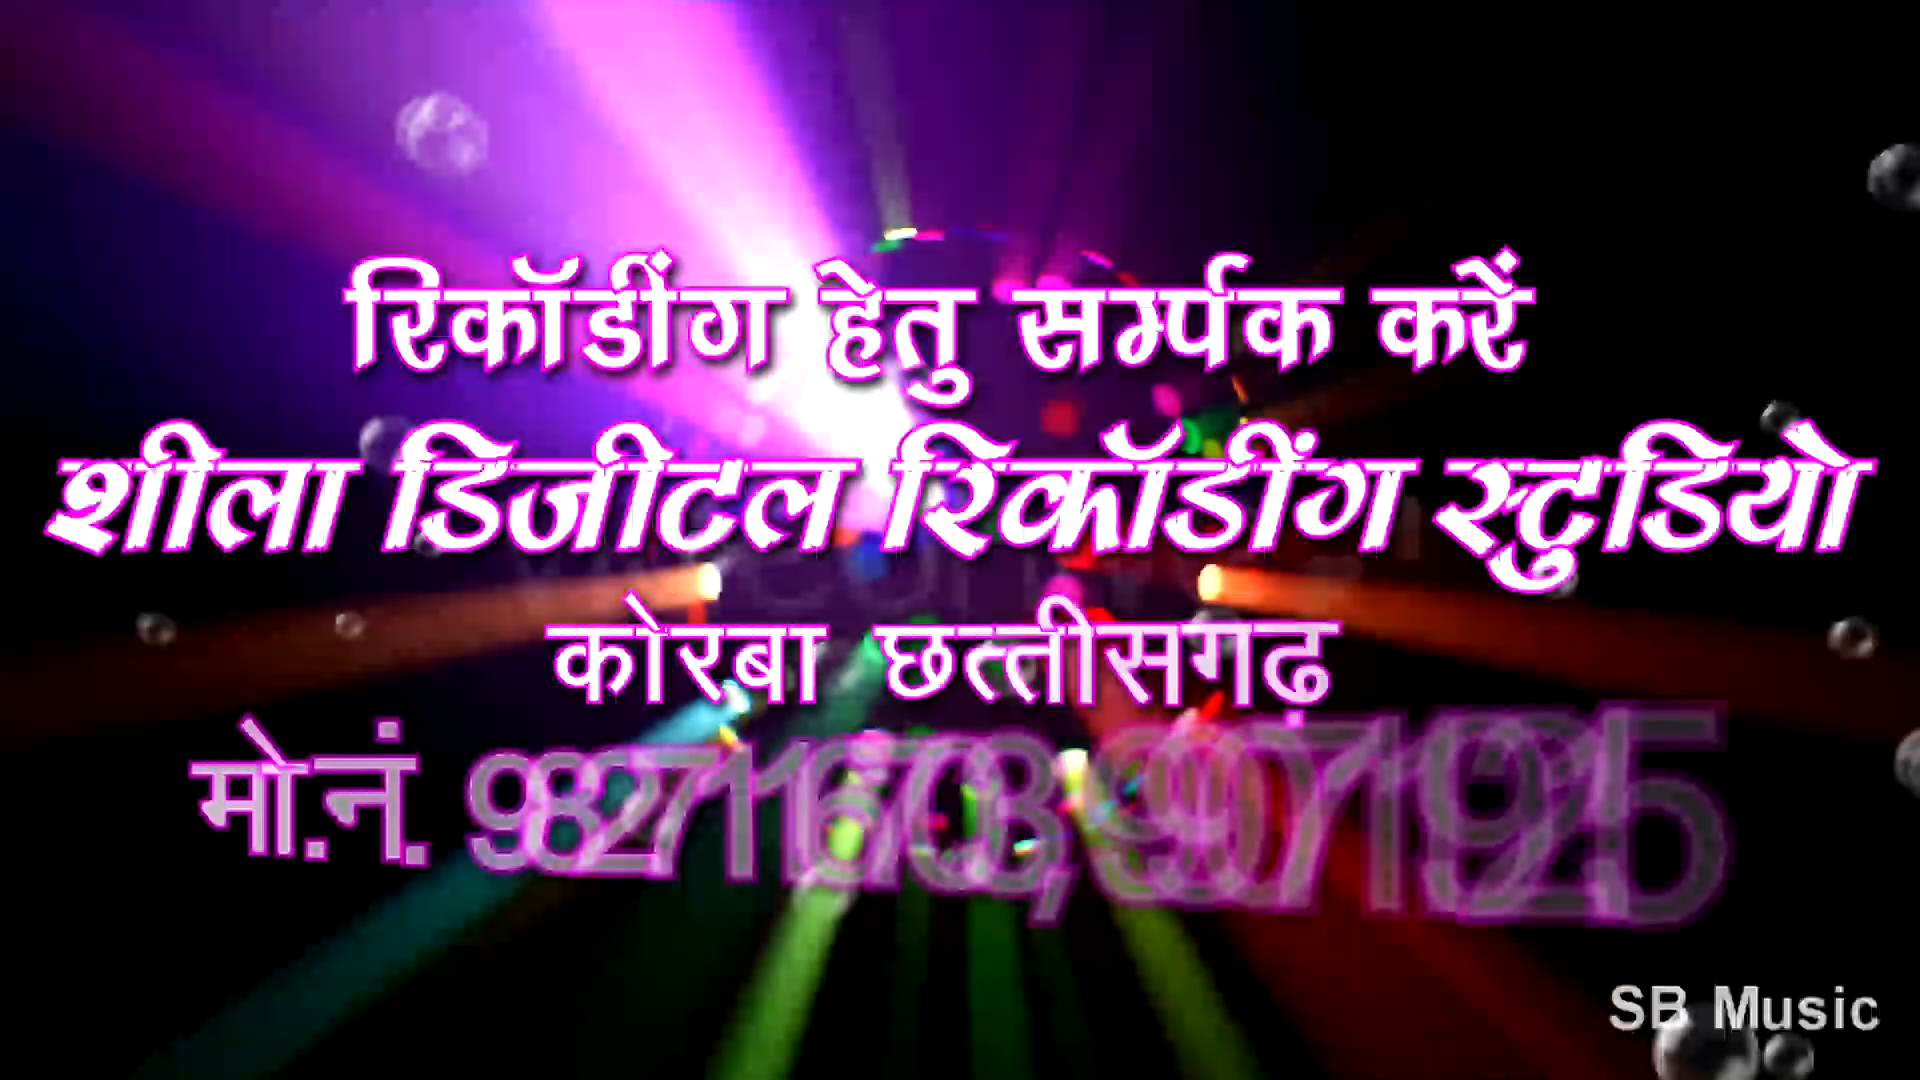 रिकॉडींग हेतु सर्म्पक करें
शीला डिजीटल रिकॉडींग स्टुडियो
कोरबा छत्तीसगढ़
मो.नं.
SB Music